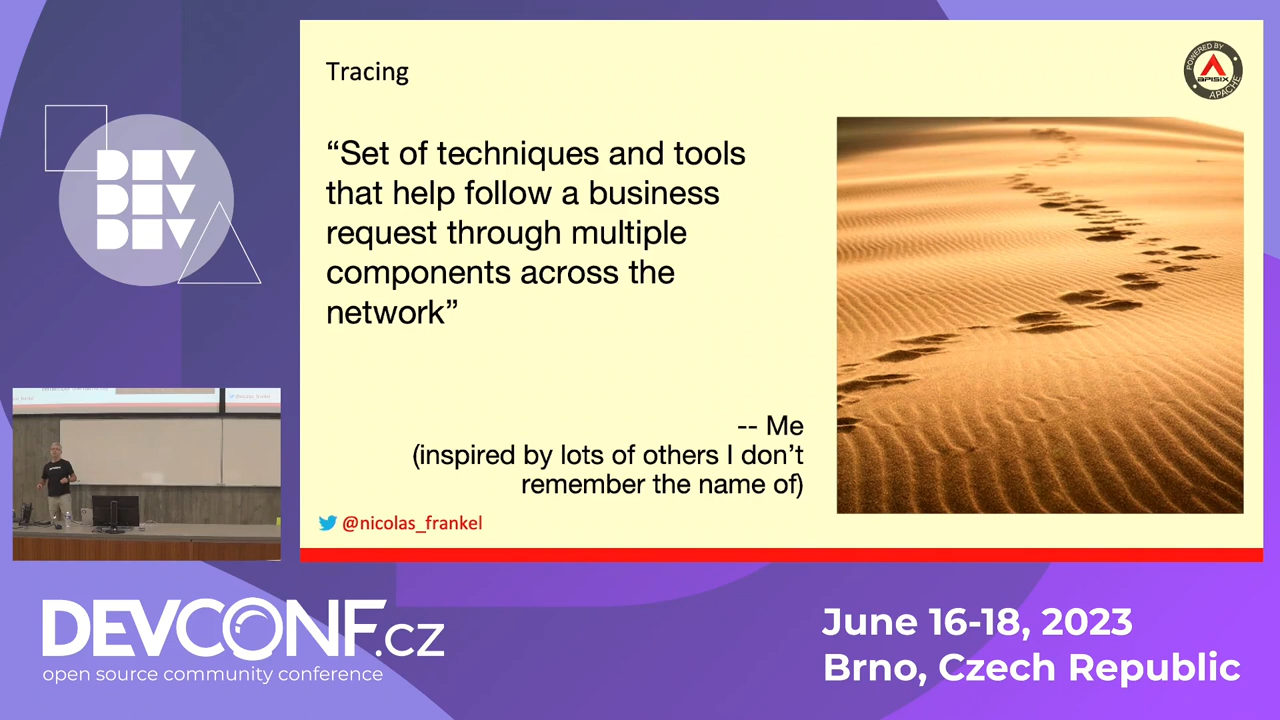 DEV
DEV
DEV
Tracing
POWERED BY
APISIX
APACHE
“Set of techniques and tools
that help follow a business
request through multiple
components across the
network”
-- Me
(inspired by lots of others I don’t
remember the name of)
@nicolas_frankel
DEVCONF.cz
open source community conference
June 16-18, 2023
Brno, Czech Republic